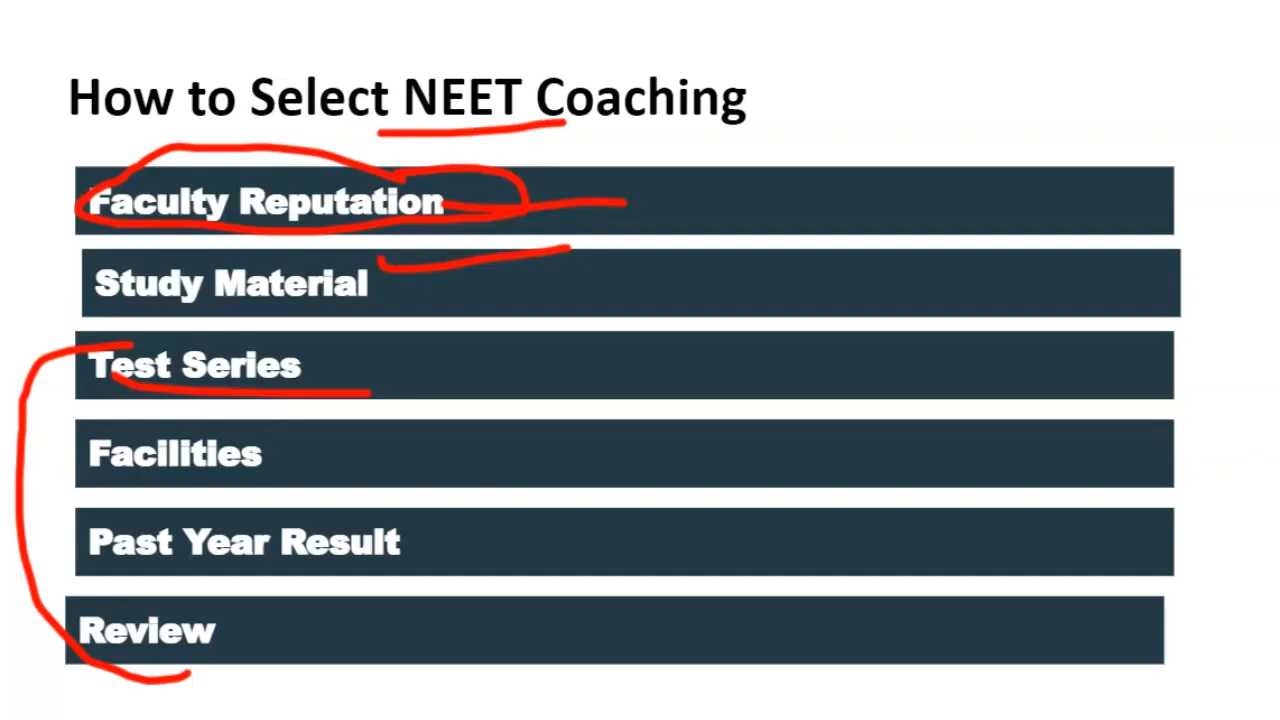 How to Select NEET Coaching
Faculty Reputation
Study Material
Test Series
Facilities
Past Year Result
Review